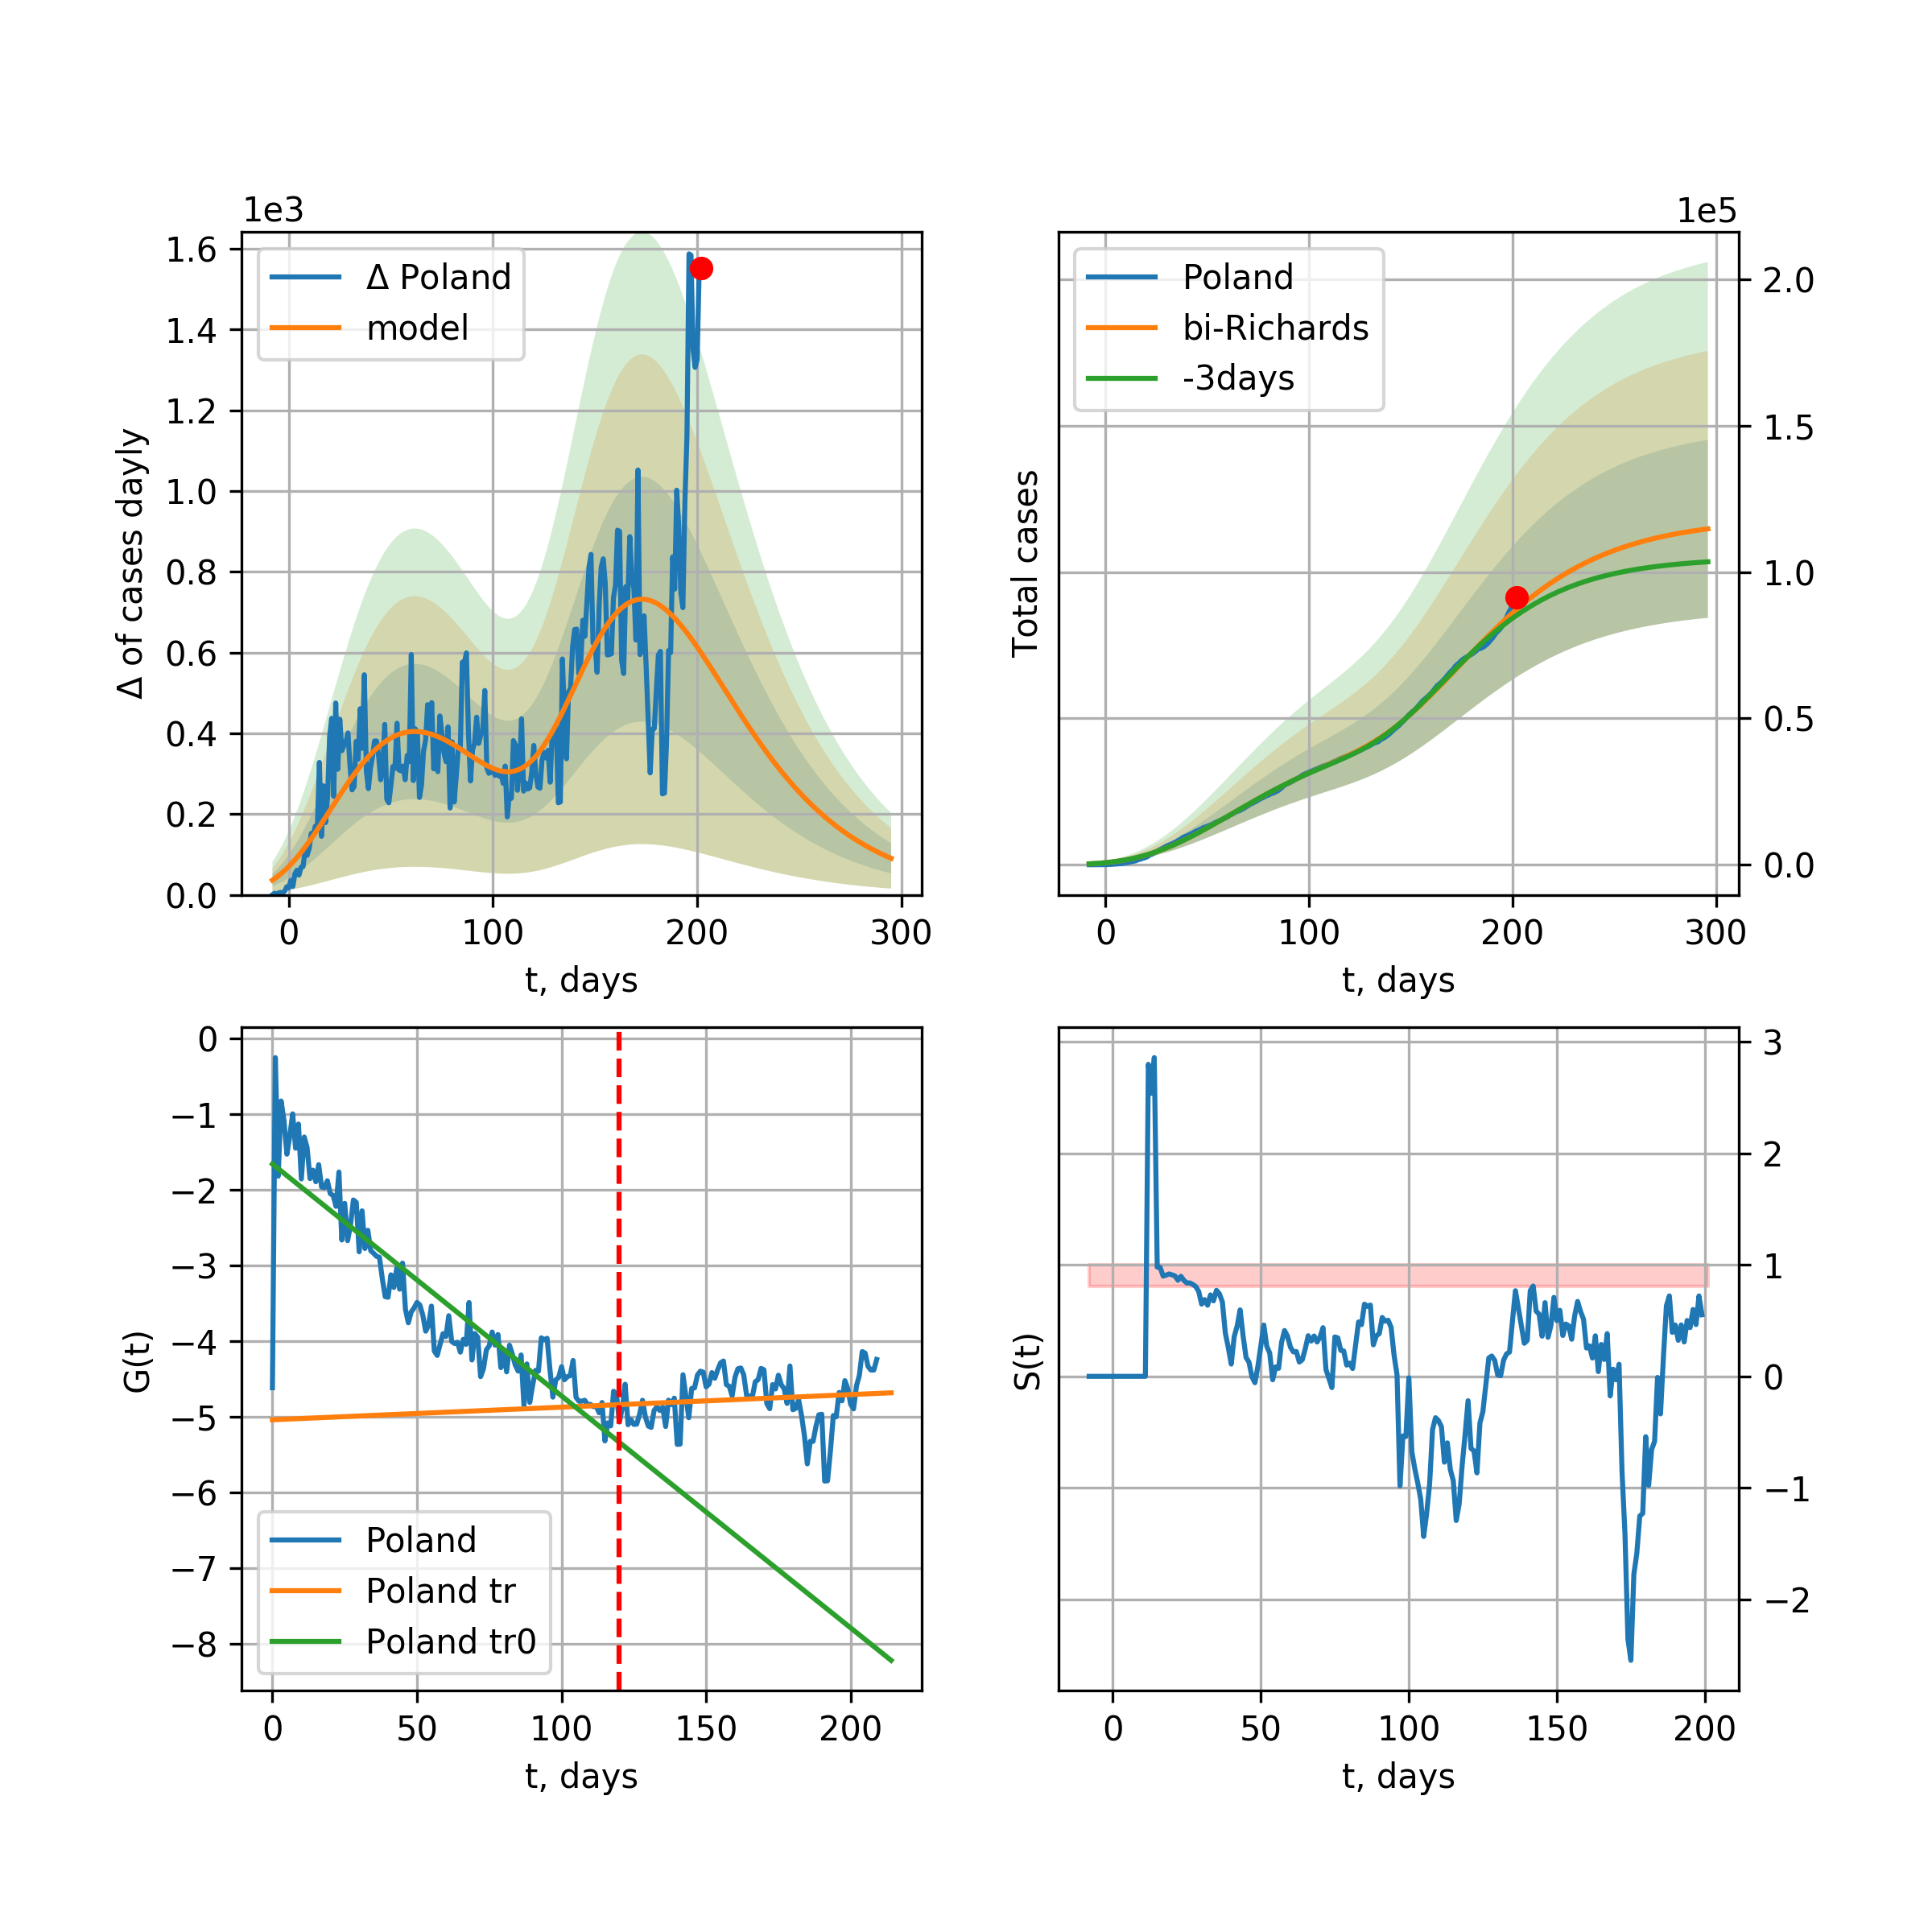 1e3
1.6
1.4
1.2
1.0
0.8
0.6
0.4
0.2
0.0
Δ of cases dayly
Δ Poland
model
0 100 200 300
t, days
1e5
2.0
1.5
1.0
0.5
0.0
Total cases
Poland
bi-Richards
-3days
0 100 200 300
t, days
0
−1
−2
−3
−4
−5
−6
−7
−8
G(t)
Poland
Poland tr
Poland tr0
0 50 100 150 200
t, days
3
2
1
0
−1
−2
S(t)
0 50 100 150 200
t, days